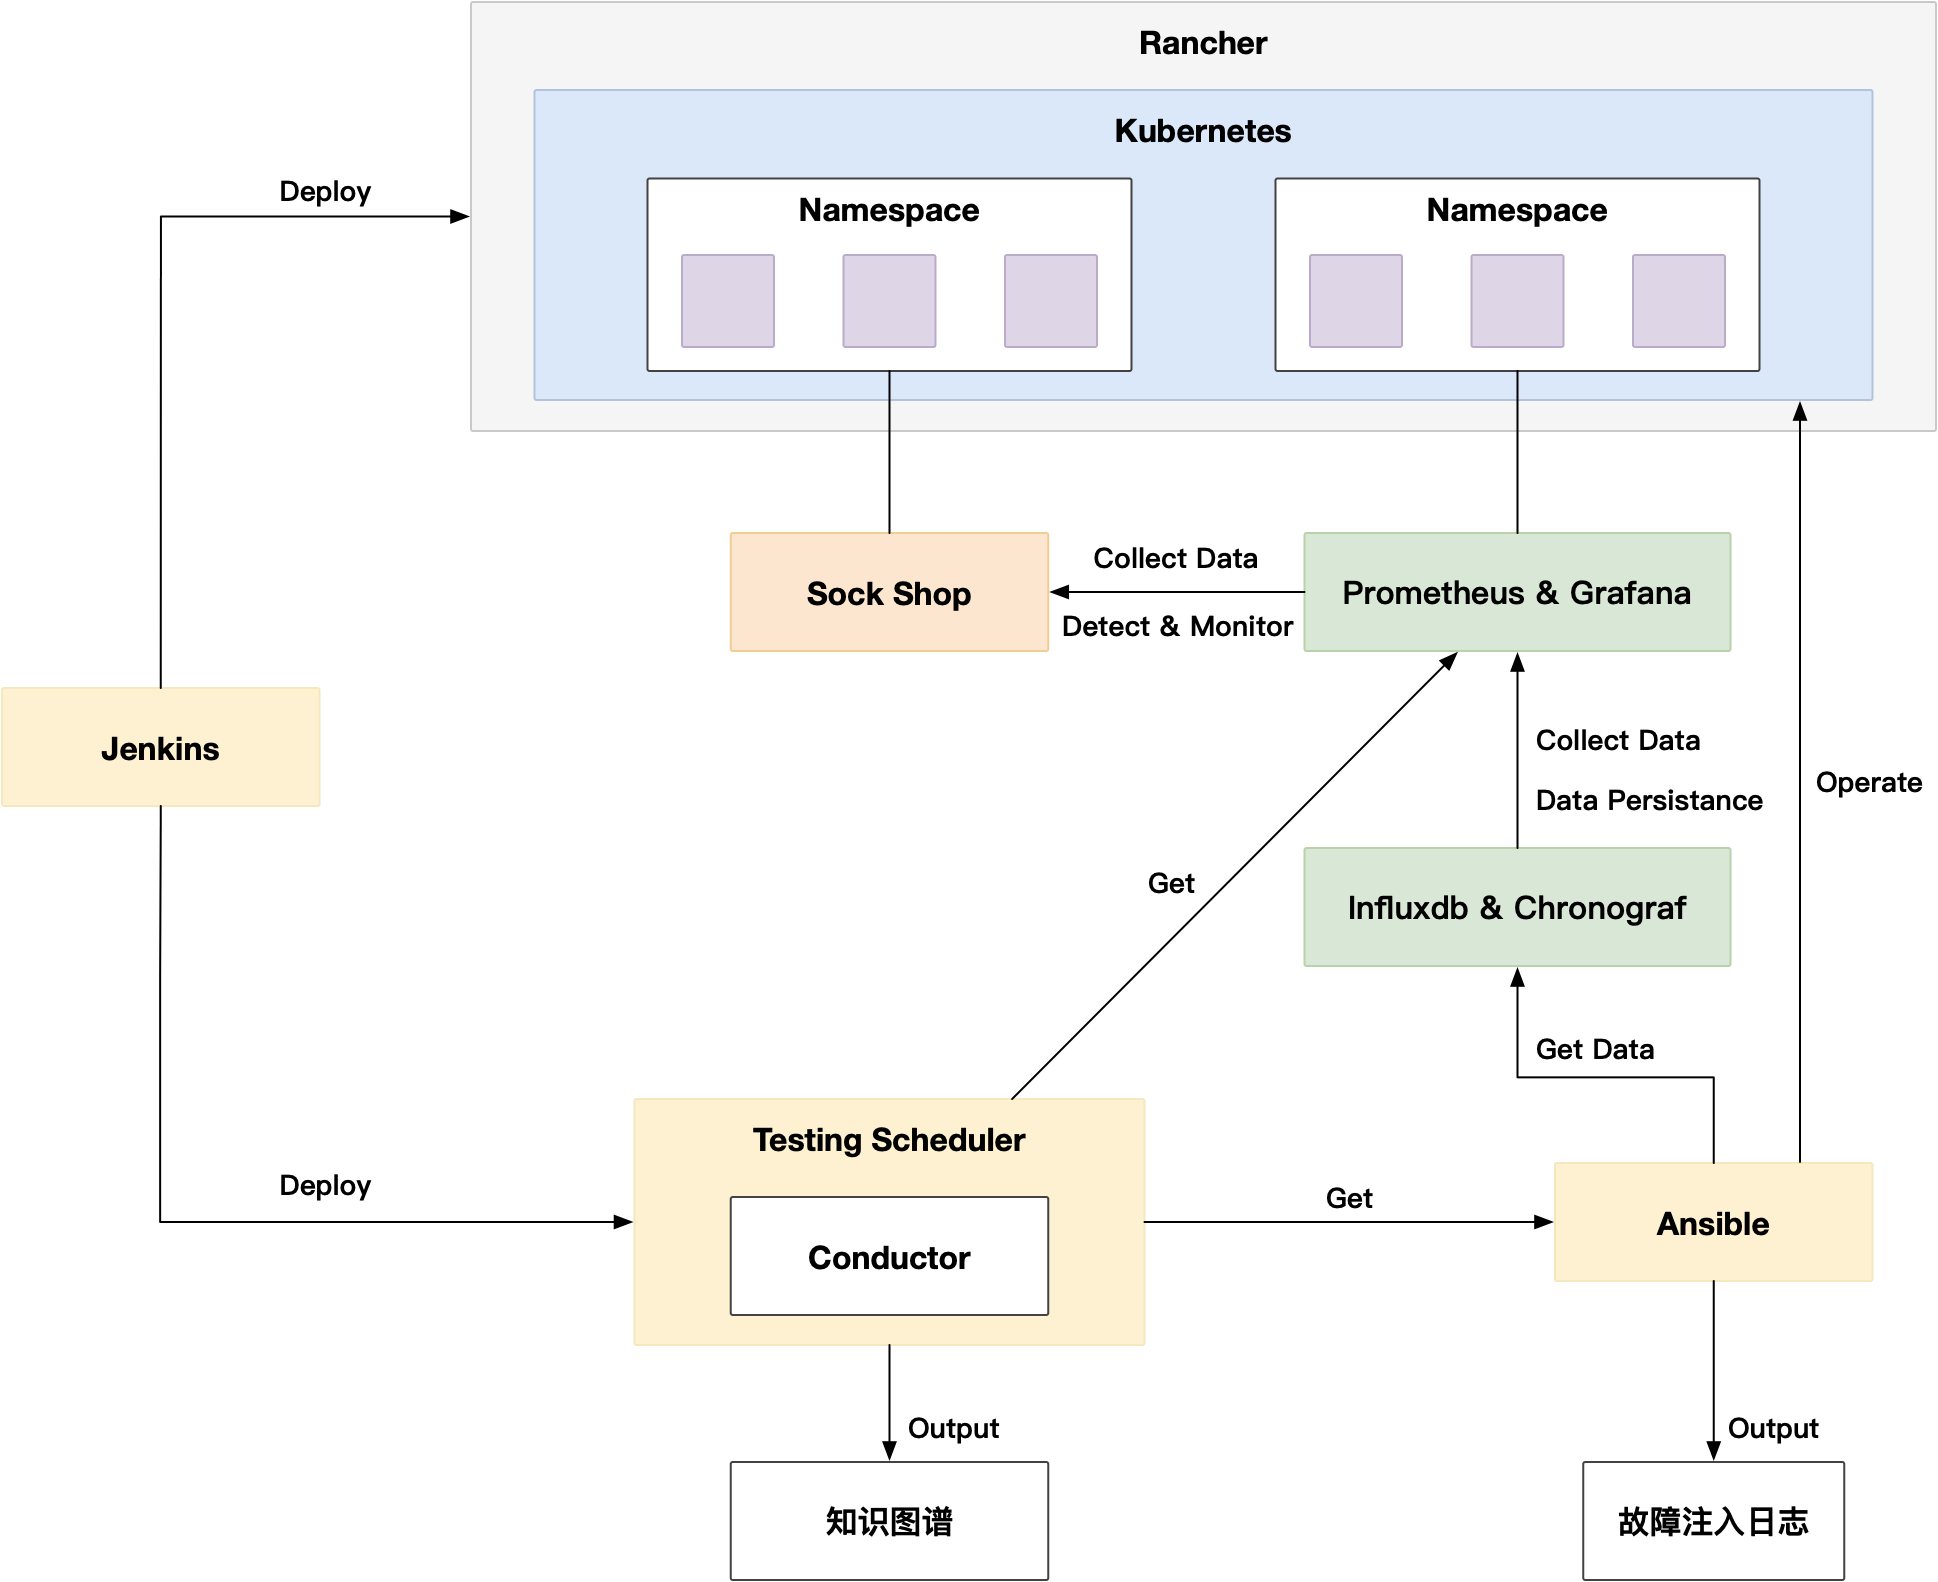 Rancher
Kubernetes
Deploy
Namespace
Namespace
Collect Data
Sock Shop
Prometheus & Grafana
Detect & Monitor
Jenkins
Collect Data
Operate
Data Persistance
Get
Influxdb & Chronograf
Get Data
Testing Scheduler
Deploy
Get
Ansible
Conductor
Output
Output
知识图谱
故障注入日志